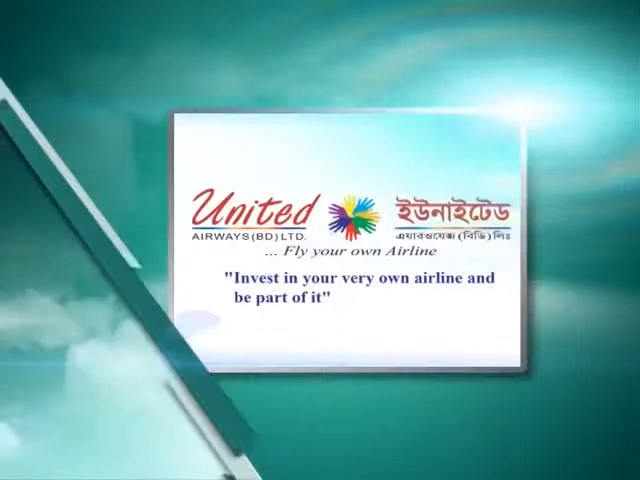 United ইউনাইটেড
AIRWAYS (BD) LTD. এয়ারওয়েজ (বিডি) লিঃ
... Fly your own Airline
"Invest in your very own airline and
be part of it"